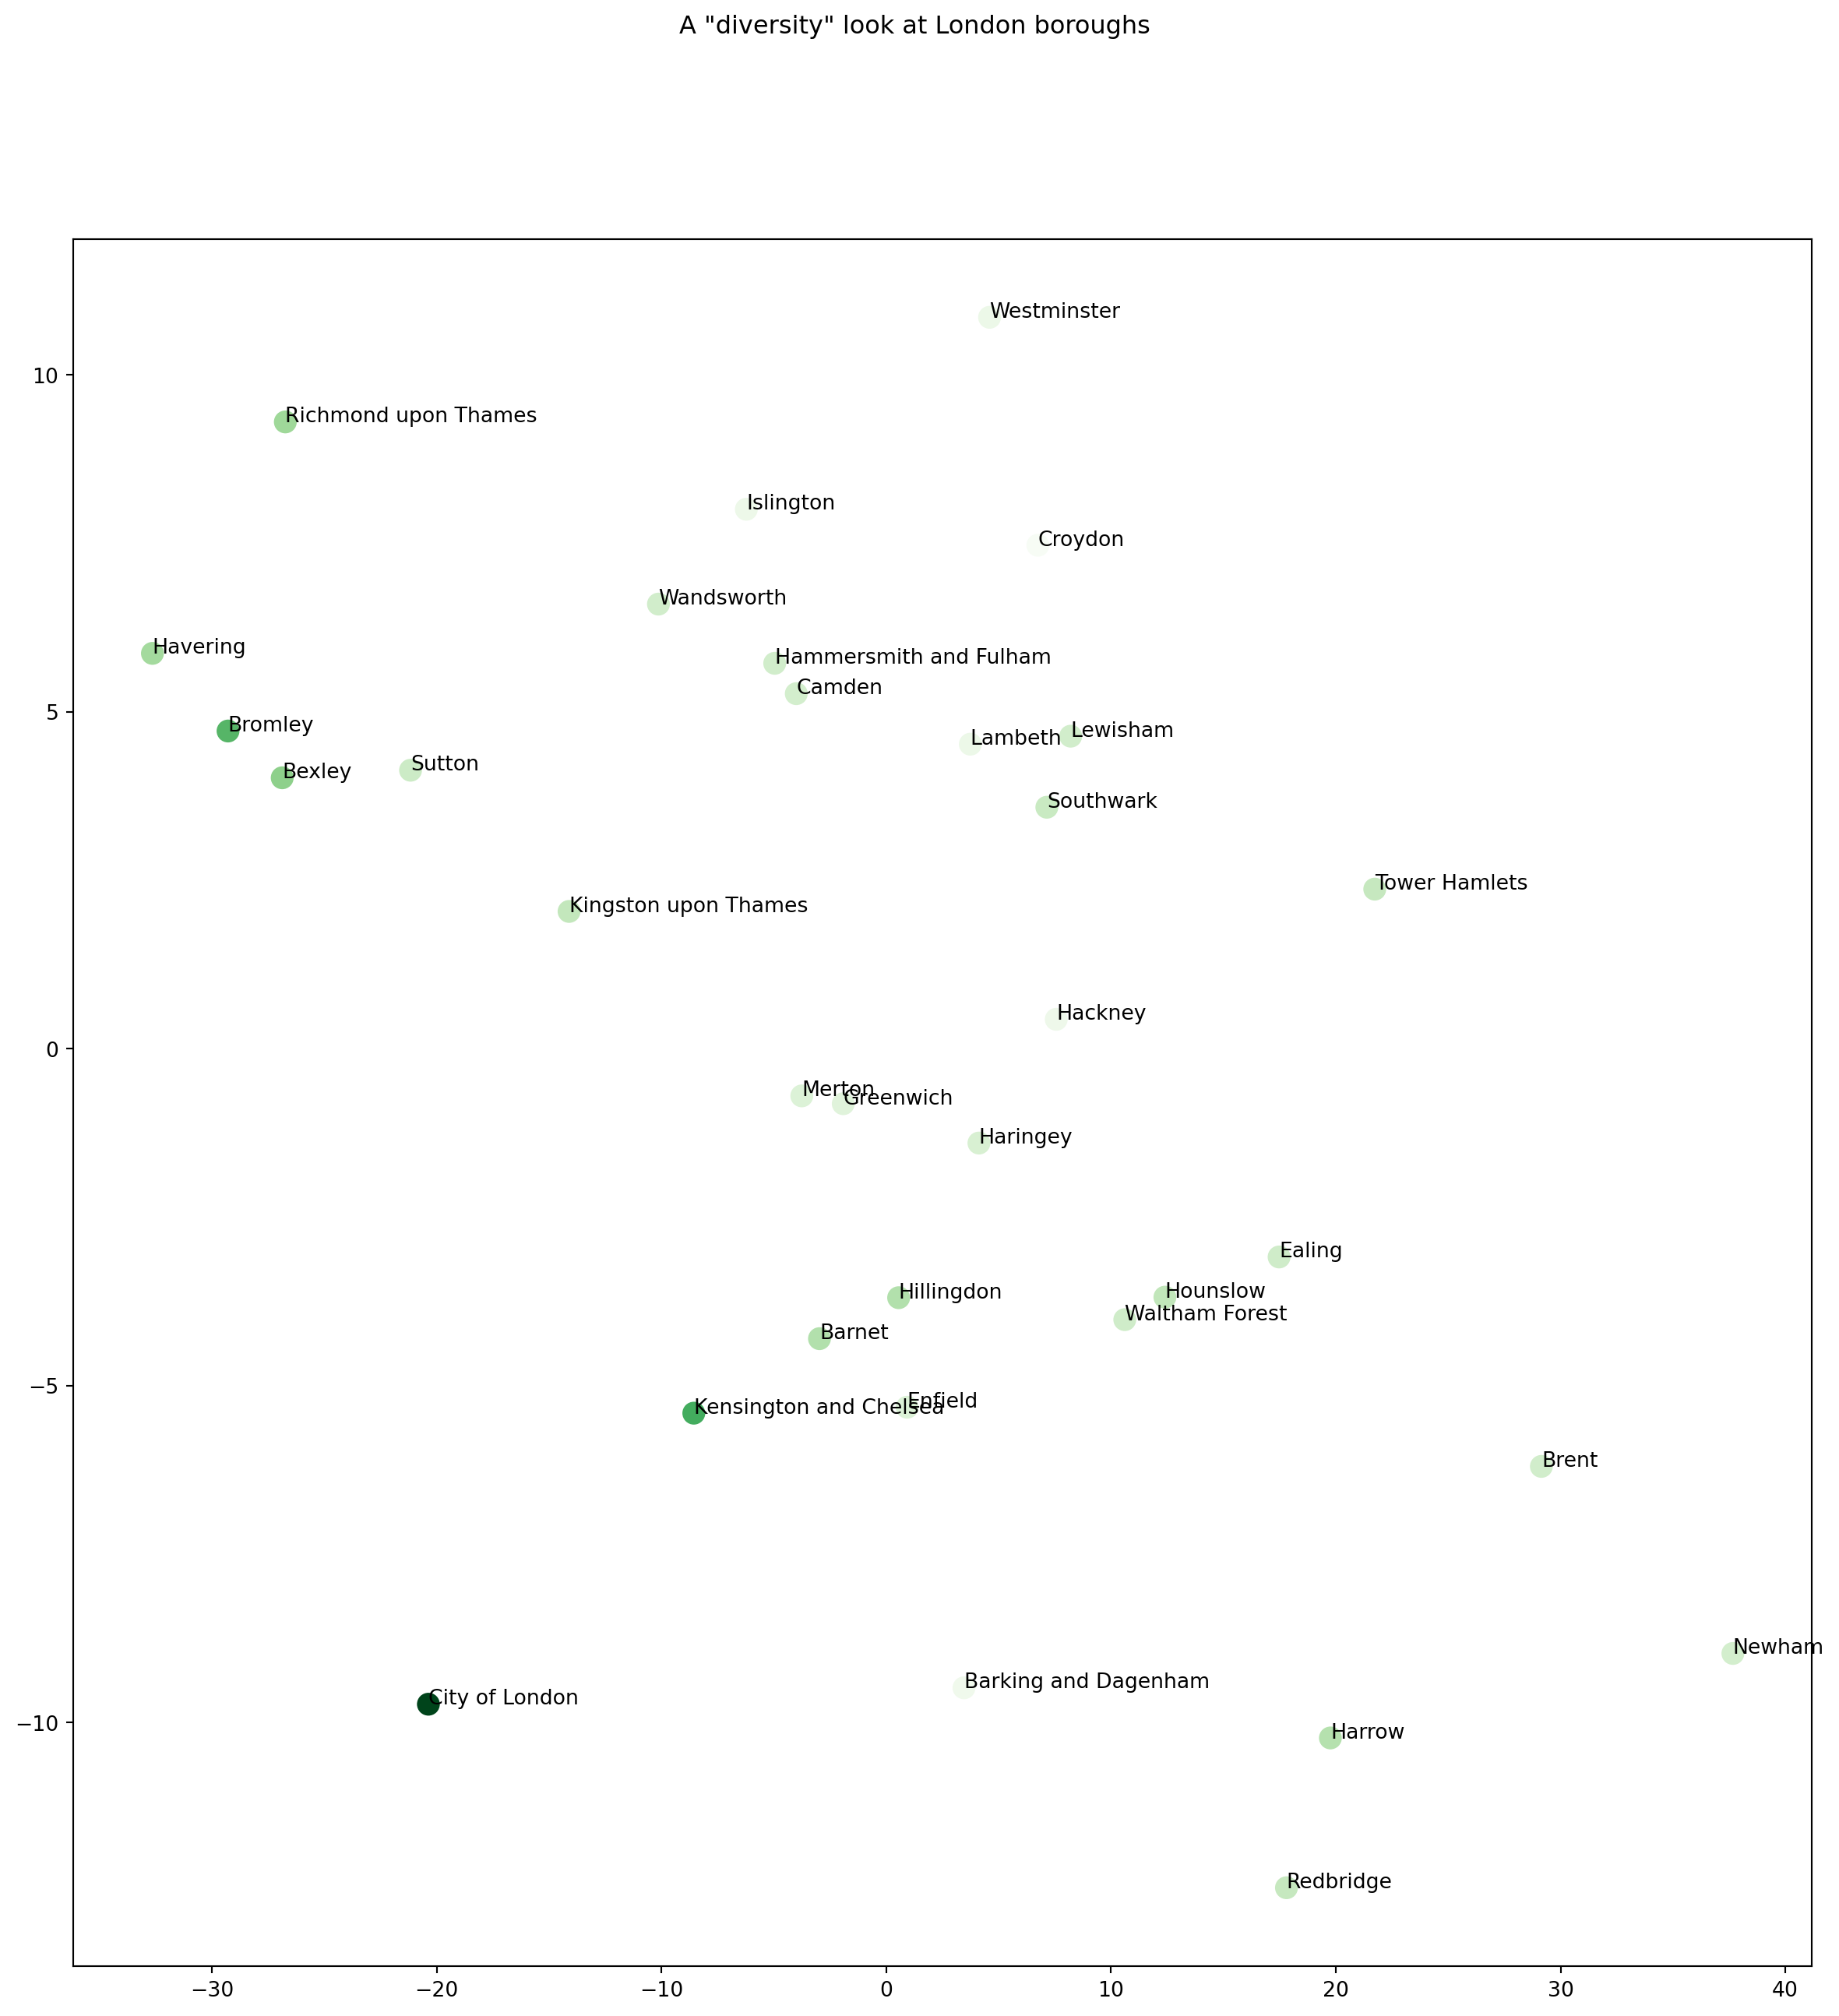 A "diversity" look at London boroughs
Westminster
10
Richmond upon Thames
Islington
Croydon
Wandsworth
Havering
Hammersmith and Fulham
Camden
5
Bromley
Lewisham
Lambeth
Sutton
Bexley
Southwark
Tower Hamlets
Kingston upon Thames
Hackney
0
Merton
Greenwich
Haringey
Ealing
Hillingdon
Hounslow
Waltham Forest
Barnet
−5
Enfield
Kensington and Chelsea
Brent
Newham
Barking and Dagenham
City of London
−10
Harrow
Redbridge
−30 −20 −10 0 10 20 30 40